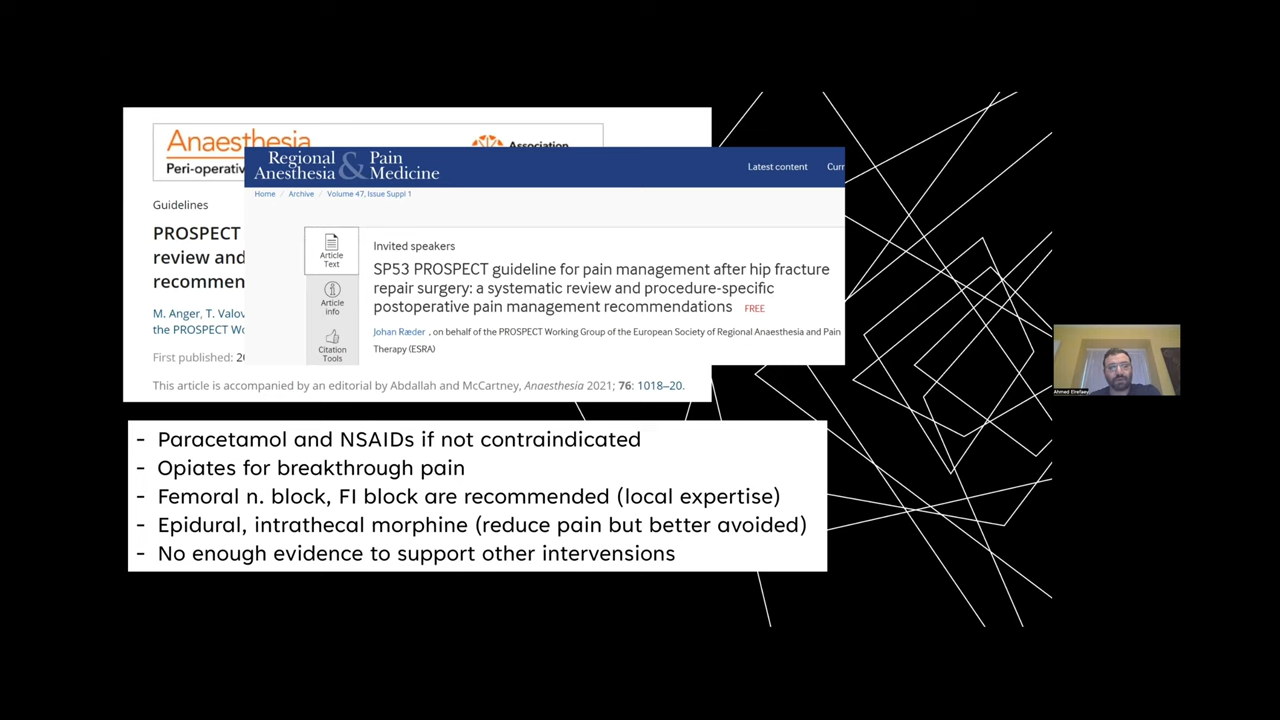 Anaesthesia
Association
Peri-operativ
Guidelines
PROSPECT
review and
recommen
M. Anger, T. Valov
the PROSPECT Wo
First published: 2
This article is accompanied by an editorial by Abdallah and McCartney, Anaesthesia 2021; 76: 1018–20.
Regional & Pain
Anesthesia Medicine
Latest content Curr
Home / Archive / Volume 47, Issue Suppl 1
Article
Text
Article
info
Citation
Tools
Invited speakers
SP53 PROSPECT guideline for pain management after hip fracture
repair surgery: a systematic review and procedure-specific
postoperative pain management recommendations FREE
Johan Ræder , on behalf of the PROSPECT Working Group of the European Society of Regional Anaesthesia and Pain
Therapy (ESRA)
- Paracetamol and NSAIDs if not contraindicated
- Opiates for breakthrough pain
- Femoral n. block, FI block are recommended (local expertise)
- Epidural, intrathecal morphine (reduce pain but better avoided)
- No enough evidence to support other intervensions
Ahmed Elrefaey